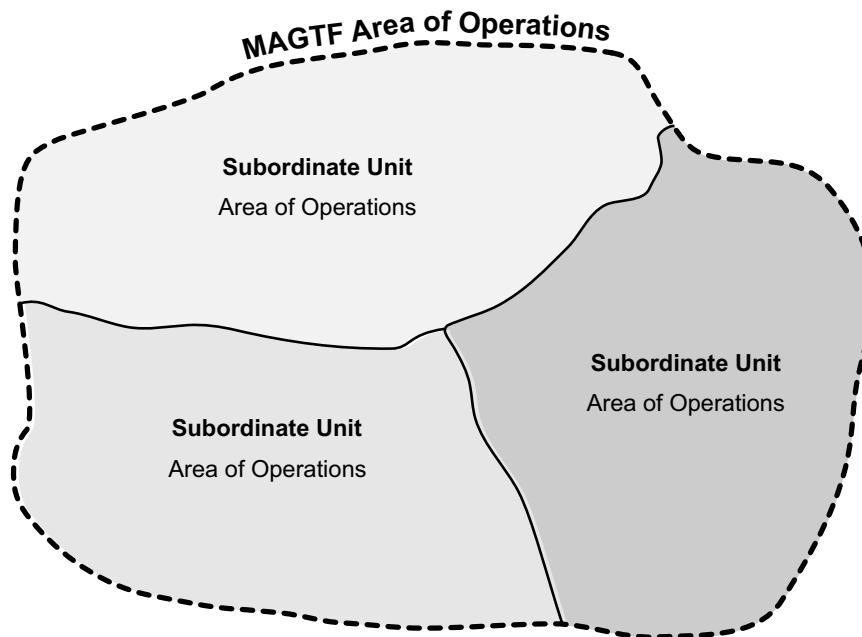 MAGTF Area of Operations
Subordinate Unit
Area of Operations
Subordinate Unit
Area of Operations
Subordinate Unit
Area of Operations